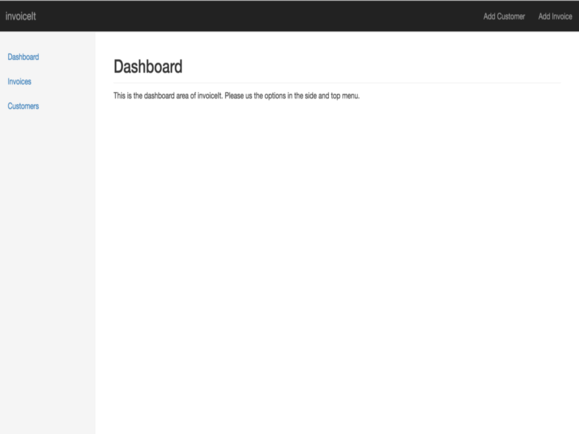 invoiceIt
Add Customer
Add Invoice
Dashboard
Invoices
Customers
Dashboard
This is the dashboard area of invoiceIt. Please us the options in the side and top menu.